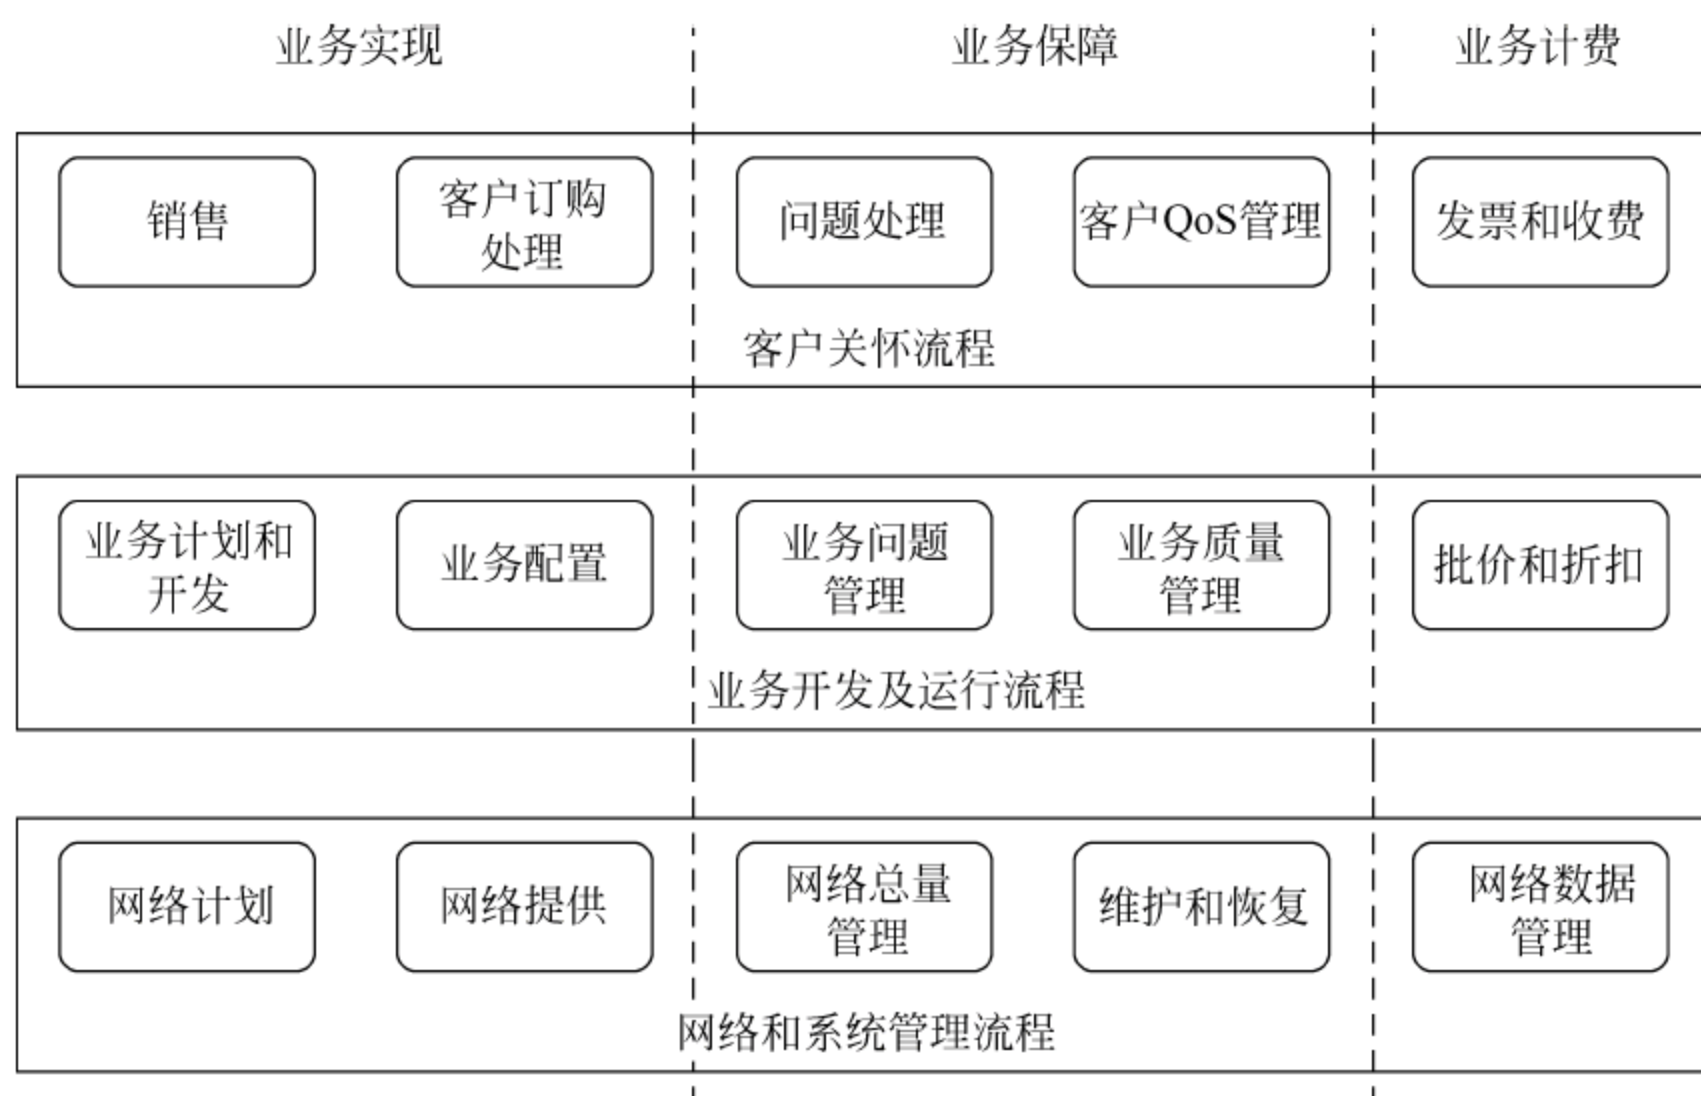 业务实现
业务保障
业务计费
销售
客户订购
处理
问题处理
客户QoS管理
发票和收费
客户关怀流程
业务计划和
开发
业务配置
业务问题
管理
业务质量
管理
批价和折扣
业务开发及运行流程
网络计划
网络提供
网络总量
管理
维护和恢复
网络数据
管理
网络和系统管理流程